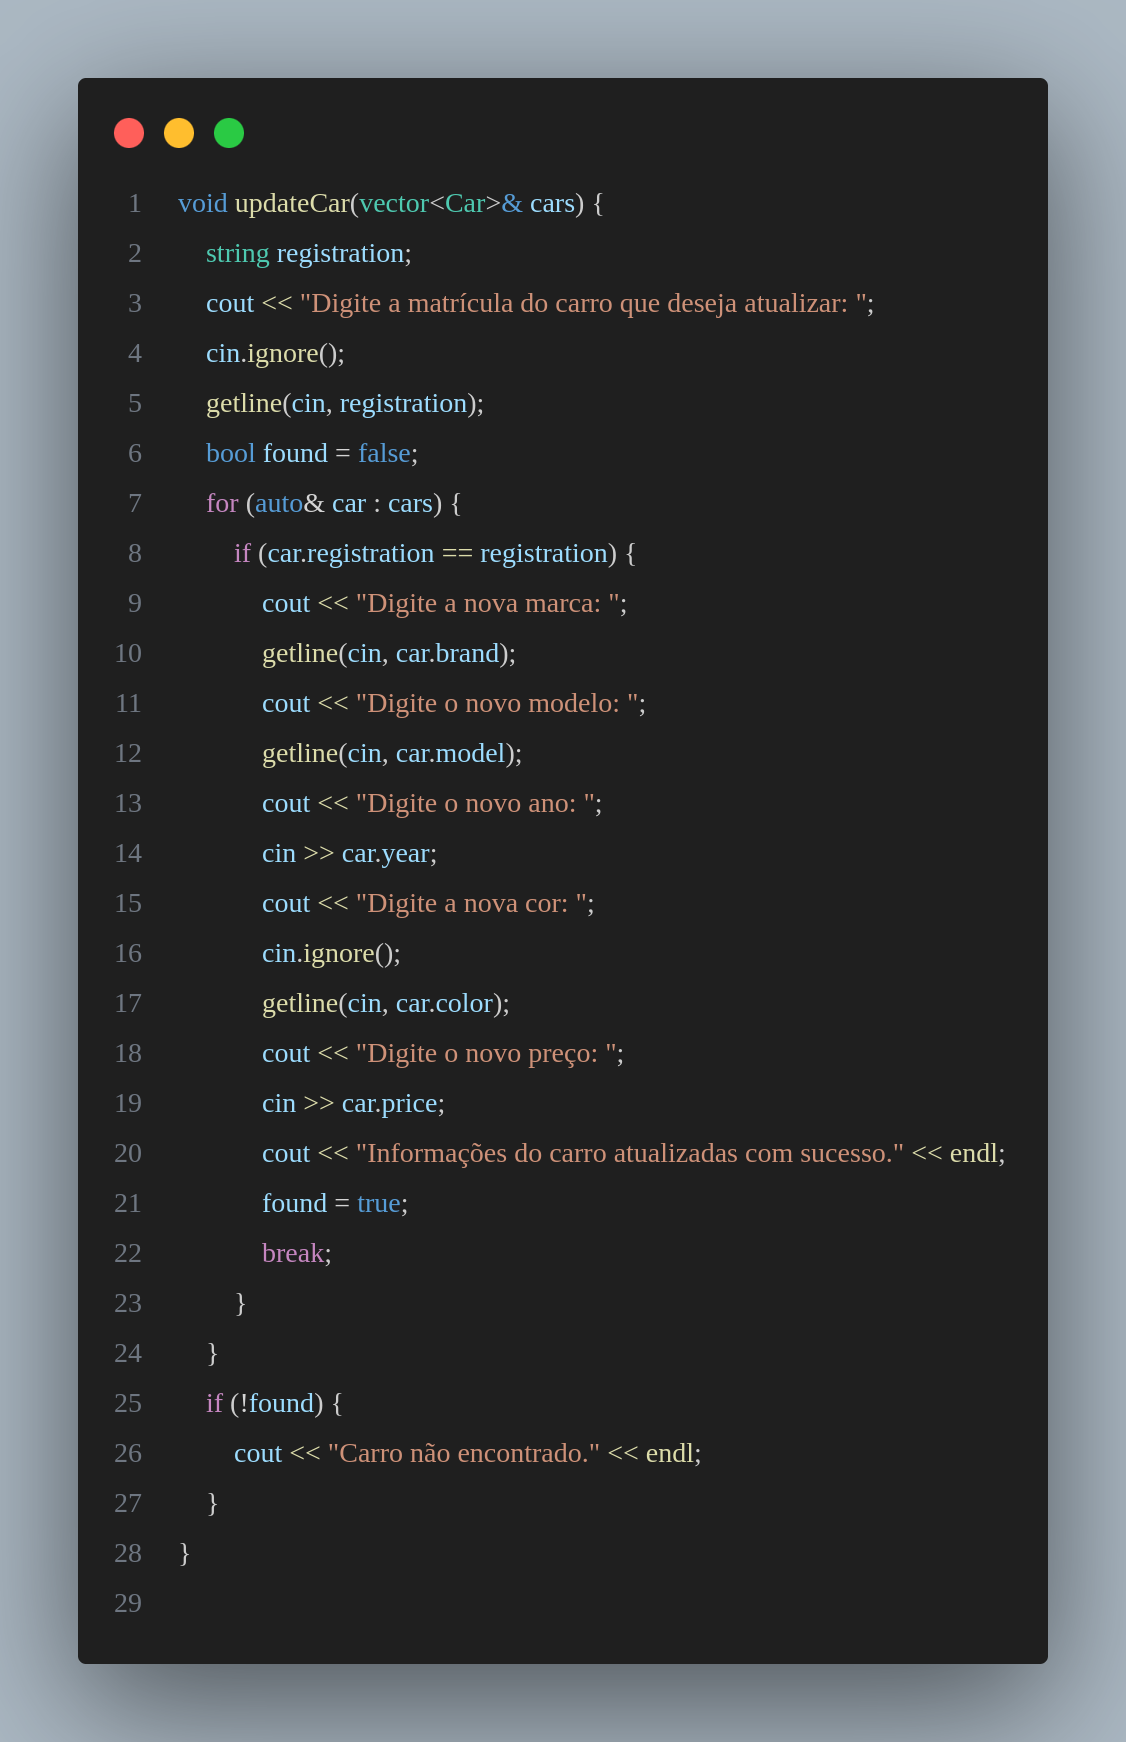 1 void updateCar(vector<Car>& cars) {
2 string registration;
3 cout << "Digite a matrícula do carro que deseja atualizar: ";
4 cin.ignore();
5 getline(cin, registration);
6 bool found = false;
7 for (auto& car : cars) {
8 if (car.registration == registration) {
9 cout << "Digite a nova marca: ";
10 getline(cin, car.brand);
11 cout << "Digite o novo modelo: ";
12 getline(cin, car.model);
13 cout << "Digite o novo ano: ";
14 cin >> car.year;
15 cout << "Digite a nova cor: ";
16 cin.ignore();
17 getline(cin, car.color);
18 cout << "Digite o novo preço: ";
19 cin >> car.price;
20 cout << "Informações do carro atualizadas com sucesso." << endl;
21 found = true;
22 break;
23 }
24 }
25 if (!found) {
26 cout << "Carro não encontrado." << endl;
27 }
28 }
29